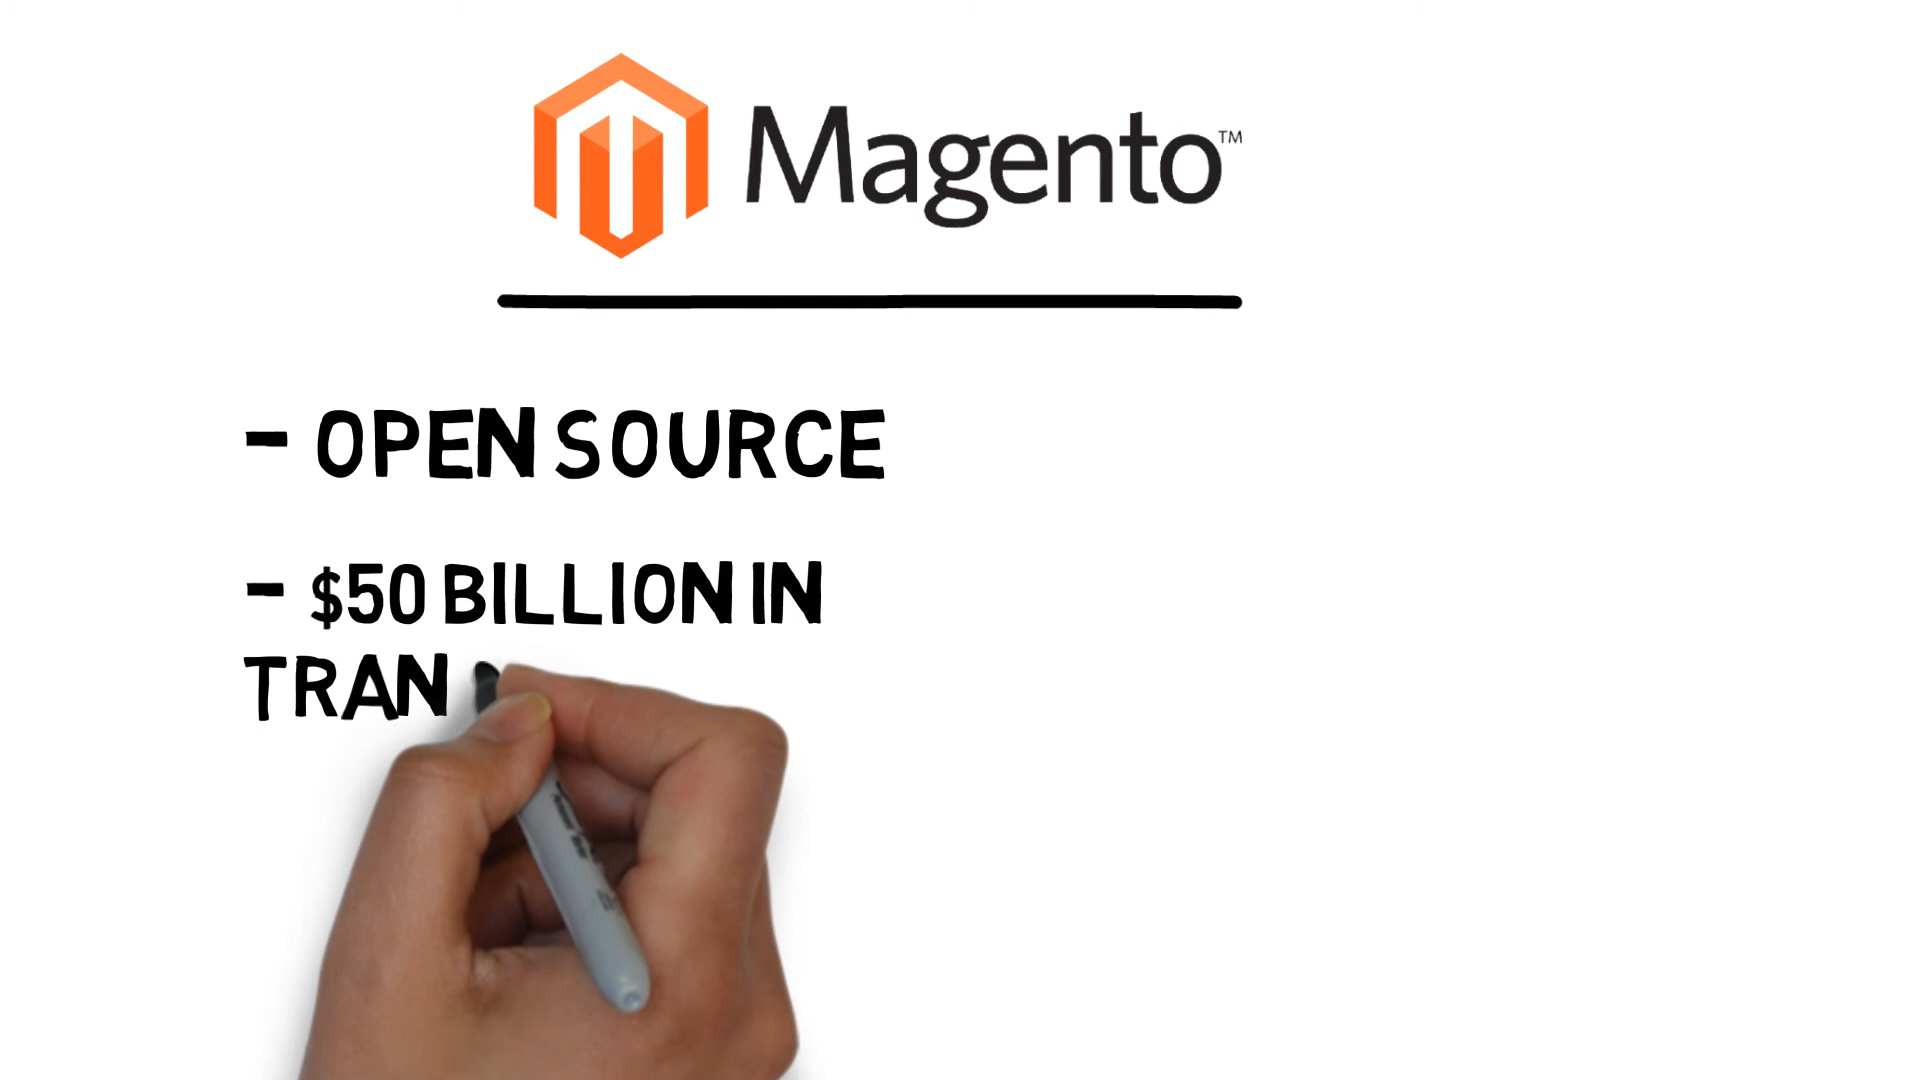 Magento™
- OPEN SOURCE
- $50 BILLION IN
TRAN